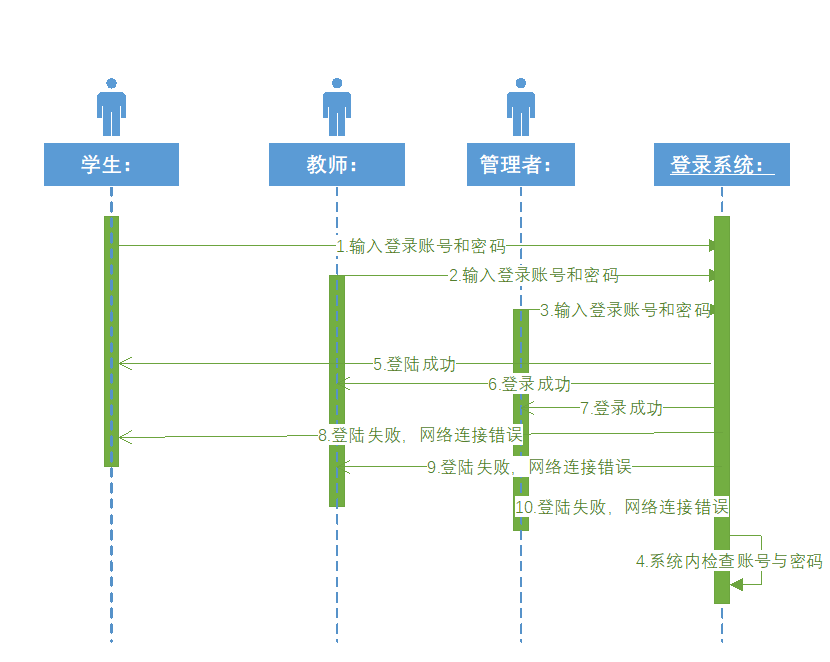 学生：
教师：
管理者：
登录系统：
1.输入登录账号和密码
2.输入登录账号和密码
3.输入登录账号和密码
5.登陆成功
6.登录成功
7.登录成功
8.登陆失败，网络连接错误
9.登陆失败，网络连接错误
10.登陆失败，网络连接错误
4.系统内检查账号与密码